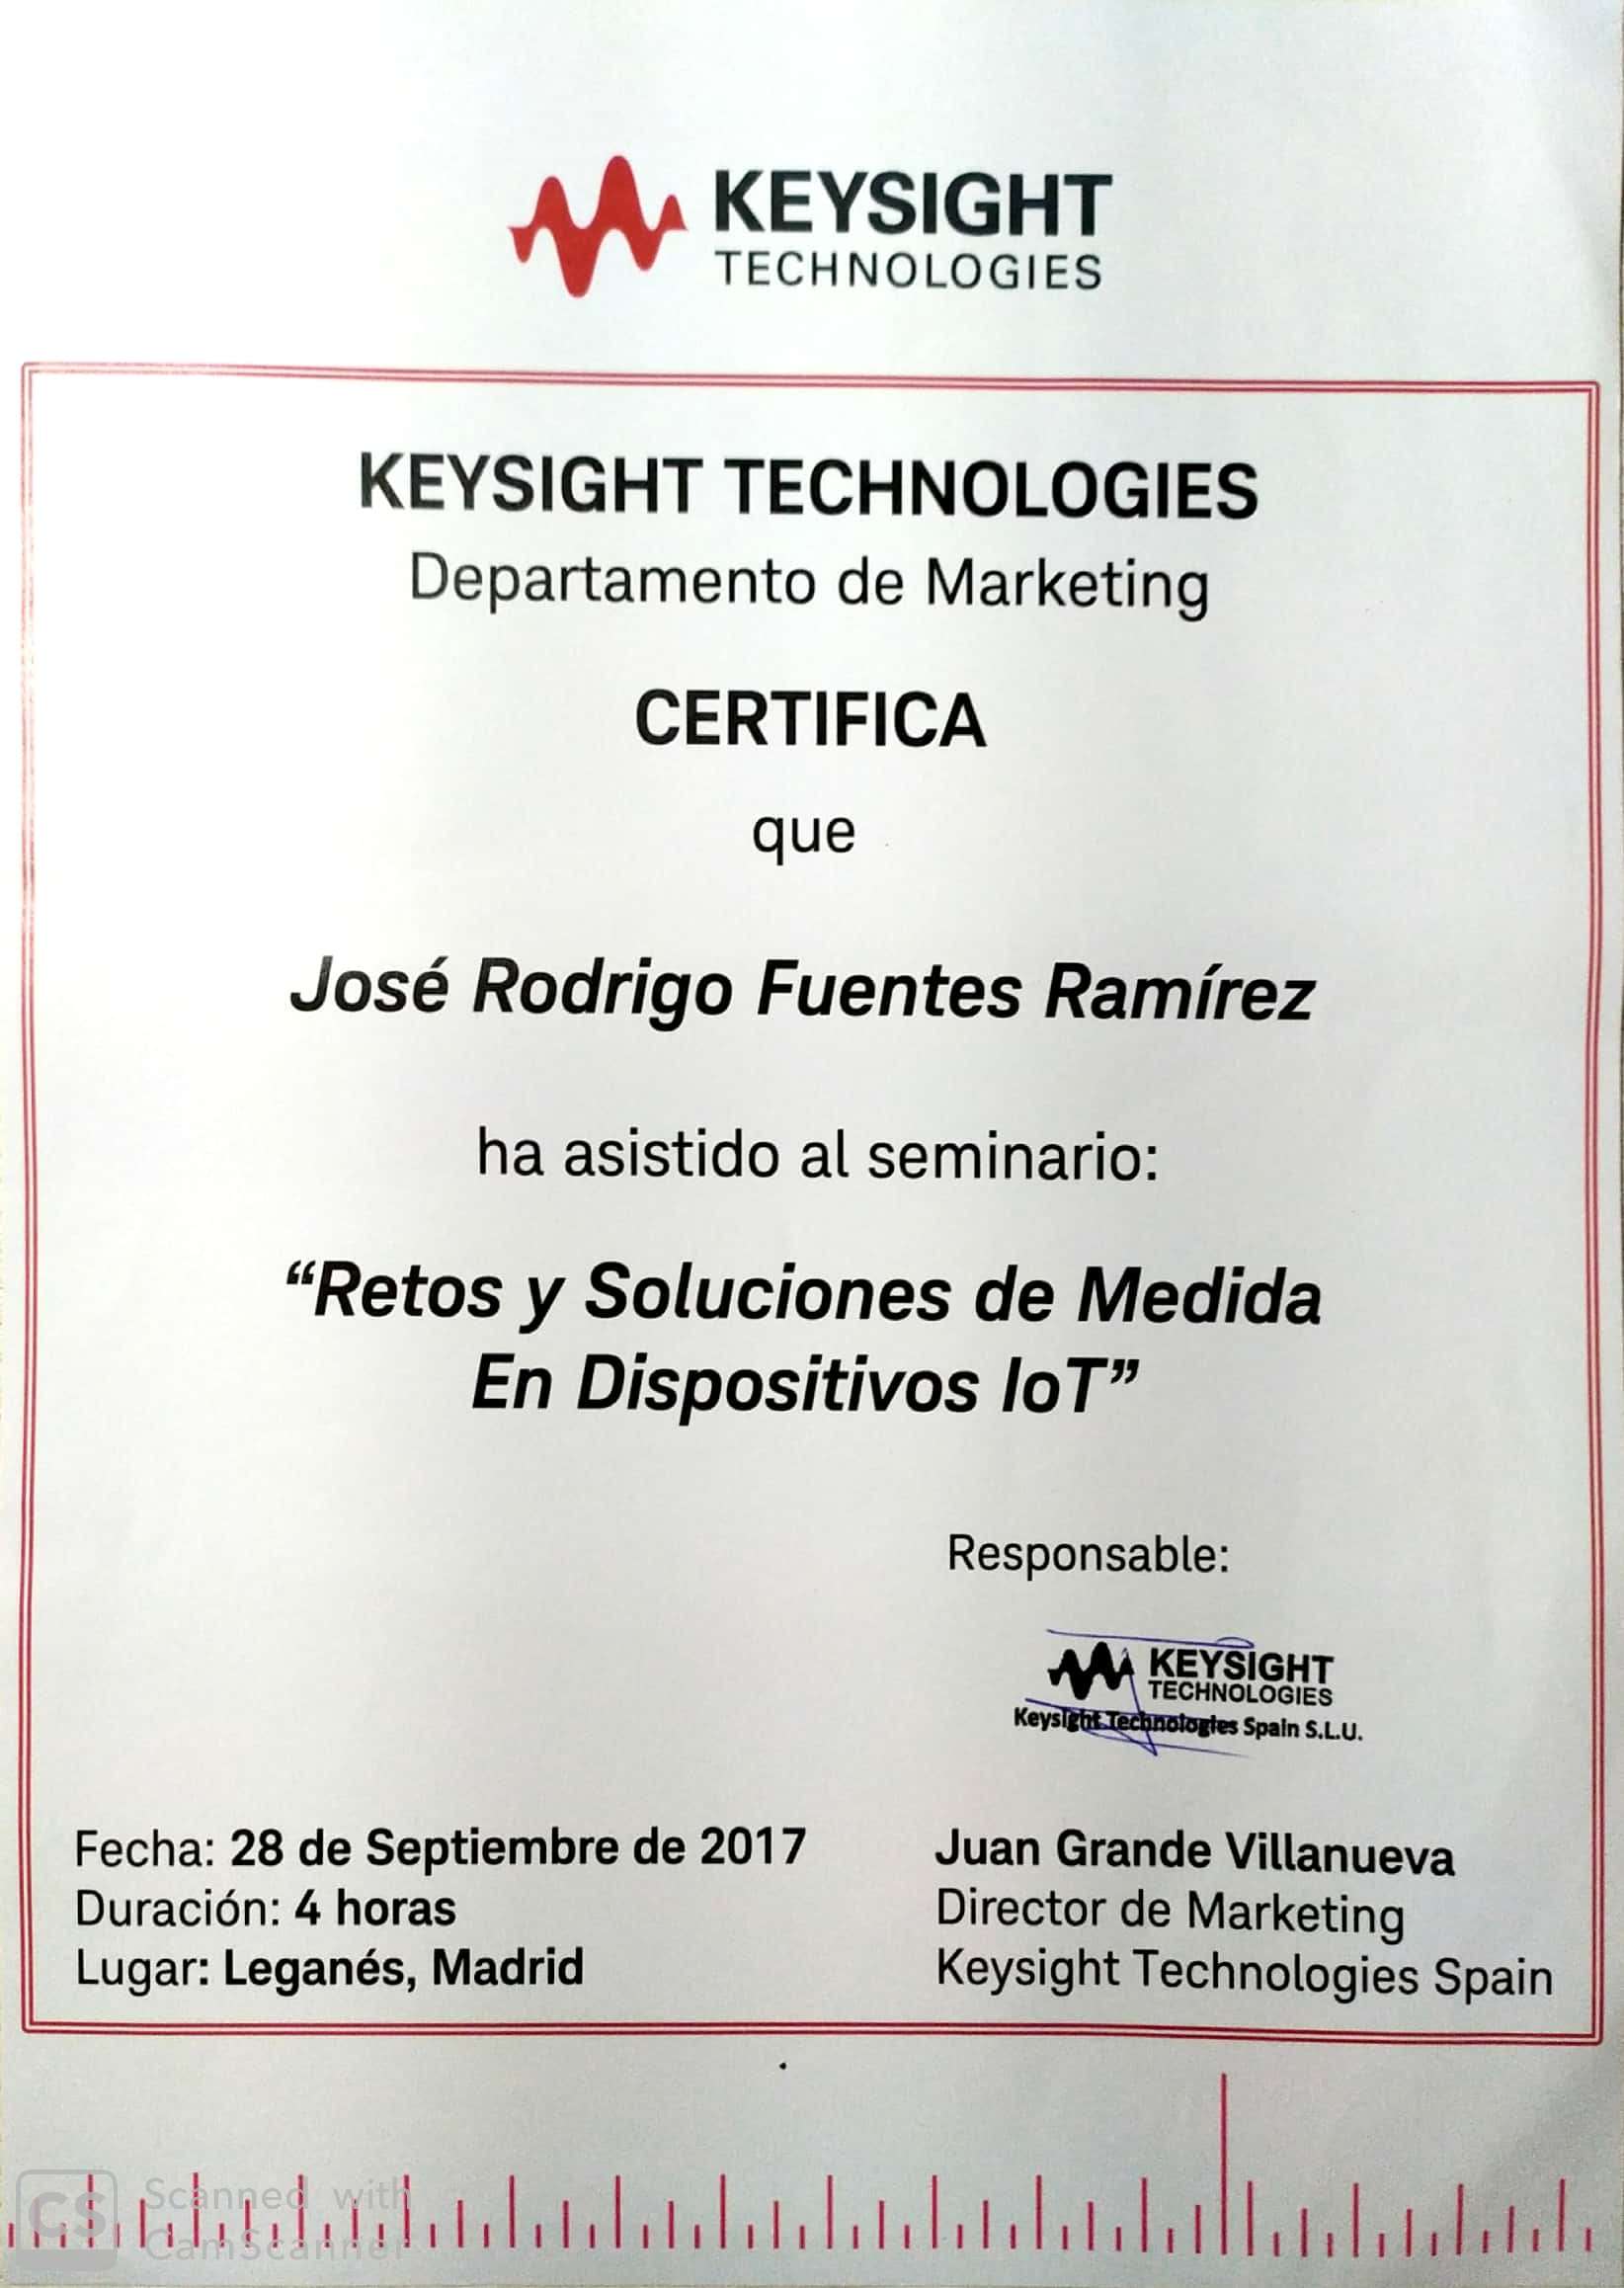 KEYSIGHT
TECHNOLOGIES
KEYSIGHT TECHNOLOGIES
Departamento de Marketing
CERTIFICA
que
José Rodrigo Fuentes Ramírez
ha asistido al seminario:
“Retos y Soluciones de Medida
En Dispositivos IoT”
Responsable:
KEYSIGHT
TECHNOLOGIES
Keysight Technologies Spain S.L.U.
Fecha: 28 de Septiembre de 2017
Duración: 4 horas
Lugar: Leganés, Madrid
Juan Grande Villanueva
Director de Marketing
Keysight Technologies Spain
CS
Scanned with
CamScanner